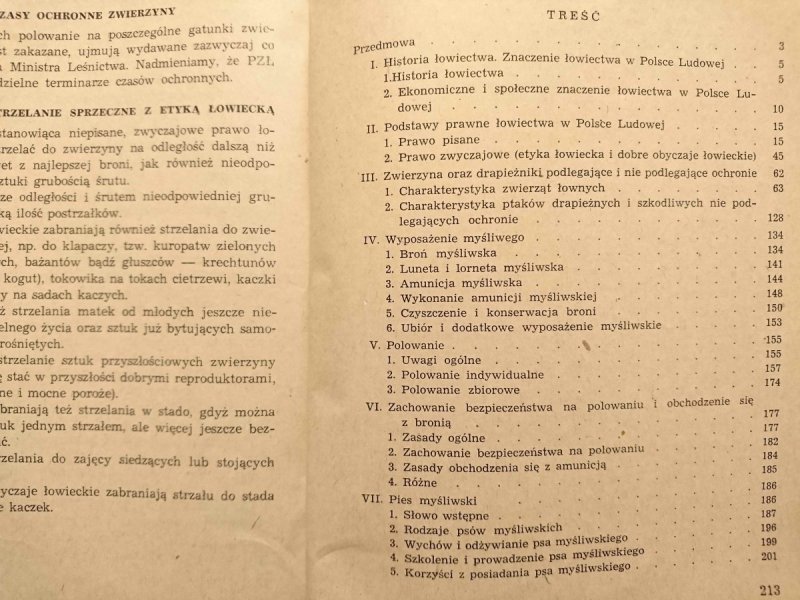 ZASY OCHRONNE ZWIERZYNY
ch polowanie na poszczególne gatunki zwie-
st zakazane, ujmują wydawane zazwyczaj co
Ministra Leśnictwa. Nadmieniamy, że PZŁ
dzielne terminarze czasów ochronnych.
TRZELANIE SPRZECZNE Z ETYKĄ ŁOWIECKĄ
stanowiąca niepisane, zwyczajowe prawo ło-
trzelać do zwierzyny na odległość dalszą niż
et z najlepszej broni, jak również nieodpo-
sztuki grubością śrutu.
ze odległości i śrutem nieodpowiedniej gru-
ką ilość postrzałków.
wieckie zabraniają również strzelania do zwie-
ej, np. do klapaczy, tzw. kuropatw zielonych
ch, bażantów bądź głuszców — krechtunów
kogut), tokowika na tokach cietrzewi, kaczki
y na sadach kaczych.
ż strzelania matek od młodych jeszcze nie-
elnego życia oraz sztuk już bytujących samo-
rośniętych.
strzelanie sztuk przyszłościowych zwierzyny
ę stać w przyszłości dobrymi reproduktorami,
ne i mocne poroże).
abraniają też strzelania w stado, gdyż można
uk jednym strzałem, ale więcej jeszcze bez-
ć.
rzelania do zajęcy siedzących lub stojących
yczaje łowieckie zabraniają strzału do stada
e kaczek.
TREŚĆ
Przedmowa . . . . . . . . . . . . 3
I. Historia łowiectwa. Znaczenie łowiectwa w Polsce Ludowej . . 5
1.Historia łowiectwa . . . . . . . . . . 5
2. Ekonomiczne i społeczne znaczenie łowiectwa w Polsce Lu-
dowej . . . . . . . . . . . . 10
II. Podstawy prawne łowiectwa w Polsce Ludowej . . . . . 15
1. Prawo pisane . . . . . . . . . . . 15
2. Prawo zwyczajowe (etyka łowiecka i dobre obyczaje łowieckie) 45
III. Zwierzyna oraz drapieżniki podlegające i nie podlegające ochronie 62
1. Charakterystyka zwierząt łownych . . . . . . . 63
2. Charakterystyka ptaków drapieżnych i szkodliwych nie pod-
legających ochronie . . . . . . . . . 128
IV. Wyposażenie myśliwego . . . . . . . . . 134
1. Broń myśliwska . . . . . . . . . . 134
2. Luneta i lorneta myśliwska . . . . . . . . 141
3. Amunicja myśliwska . . . . . . . . . 144
4. Wykonanie amunicji myśliwskiej . . . . . . . 148
5. Czyszczenie i konserwacja broni . . . . . . . 150
6. Ubiór i dodatkowe wyposażenie myśliwskie . . . . . 153
V. Polowanie . . . . . . . . . . . . 155
1. Uwagi ogólne . . . . . . . . . . . 155
2. Polowanie indywidualne . . . . . . . . . 157
3. Polowanie zbiorowe . . . . . . . . . . 174
VI. Zachowanie bezpieczeństwa na polowaniu i obchodzenie się
z bronią . . . . . . . . . . . . 177
1. Zasady ogólne . . . . . . . . . . . 177
2. Zachowanie bezpieczeństwa na polowaniu . . . . . 182
3. Zasady obchodzenia się z amunicją . . . . . . 184
4. Różne . . . . . . . . . . . . 185
VII. Pies myśliwski . . . . . . . . . . . 186
1. Słowo wstępne . . . . . . . . . . . 186
2. Rodzaje psów myśliwskich . . . . . . . . 187
3. Wychów i odżywianie psa myśliwskiego . . . . . . 196
4. Szkolenie i prowadzenie psa myśliwskiego . . . . . 199
5. Korzyści z posiadania psa myśliwskiego . . . . . . 201
213